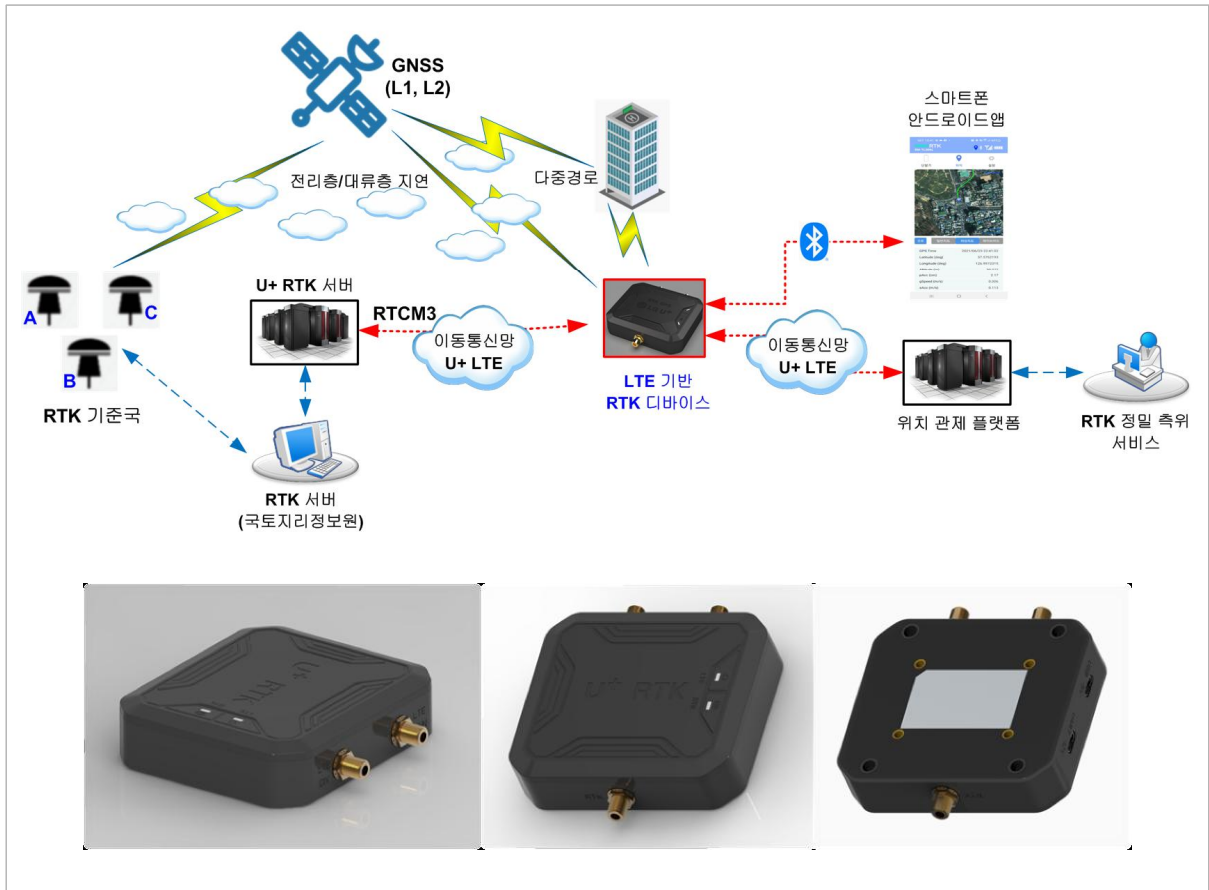 GNSS
(L1, L2)
스마트폰
안드로이드앱
RTK
전리층/대류층 지연
다중경로
A
C
B
RTK 기준국
U+ RTK 서버
RTCM3
이동통신망
U+ LTE
LTE 기반
RTK 디바이스
이동통신망
U+ LTE
위치 관제 플랫폼
RTK 정밀 측위
서비스
RTK 서버
(국토지리정보원)
U+ RTK
LTE
U+ RTK
RTK